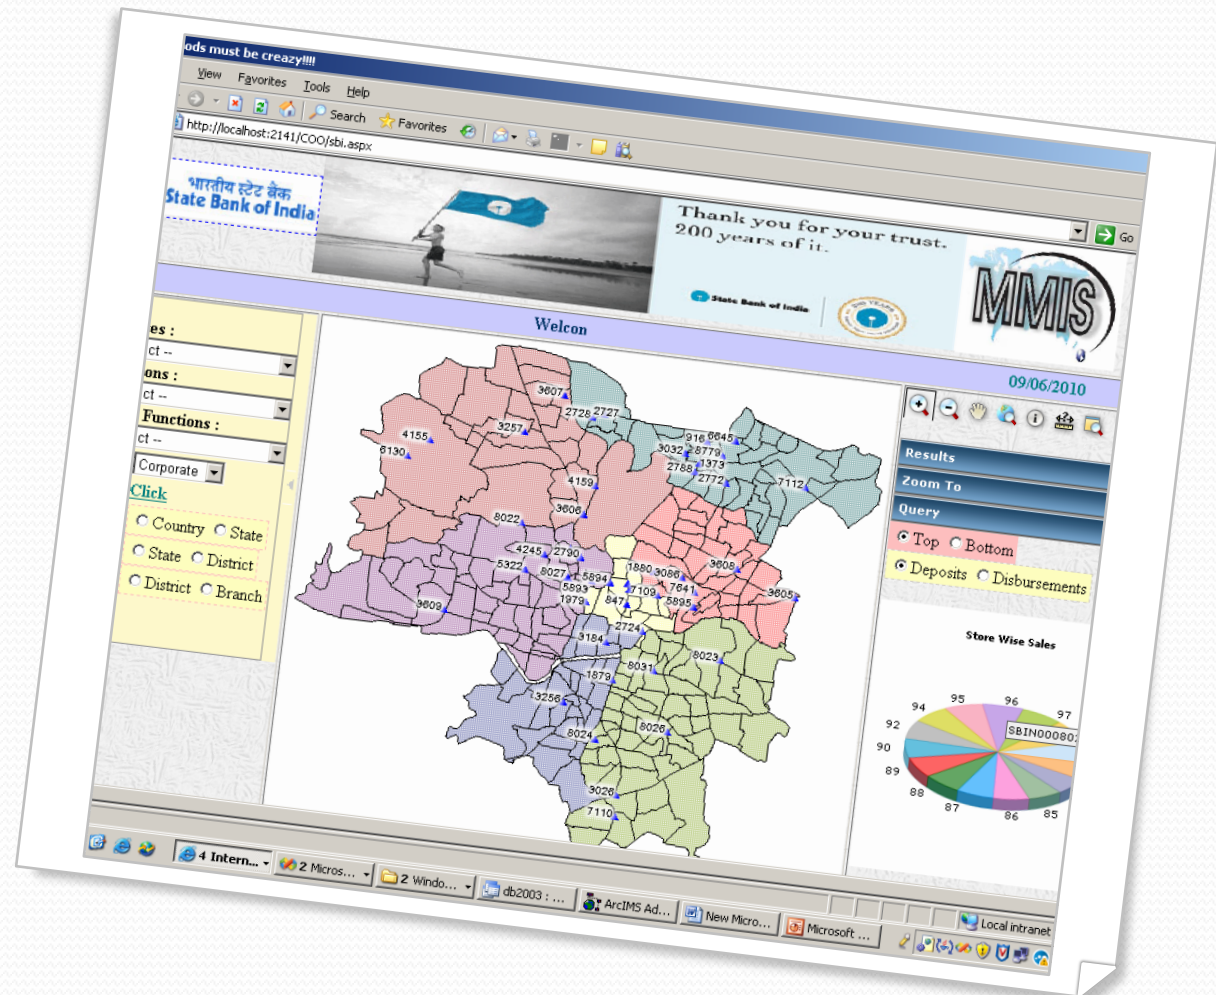 ods must be creazy!!!!
View Favorites Tools Help
Search Favorites
http://localhost:2141/COO/sbi.aspx
Go
भारतीय स्टेट बैंक
State Bank of India
Thank you for your trust.
200 years of it.
State Bank of India
MMIS
Welcon
09/06/2010
es :
ct --
ons :
ct --
Functions :
ct --
Corporate
Click
Country State
State District
District Branch
3607
2728 2727
3257
4155
6130
916 6645
3032 8779
2788 1373
2772
7112
4159
3606
8022
4245 2790
5322 8027 5894
5893
1979 847
1880 3086 3608
7109 7641
5895
3605
3609
2724
3184
8031 8023
1879
3256
8024 8026
3026
7110
Results
Zoom To
Query
Top Bottom
Deposits Disbursements
Store Wise Sales
94 95 96 97
92
90
89
88
87
86
85
SBIN00080
4 Intern...
2 Micros...
2 Windo...
db2003 : ...
ArcIMS Ad...
New Micro...
Microsoft ...
Local intranet